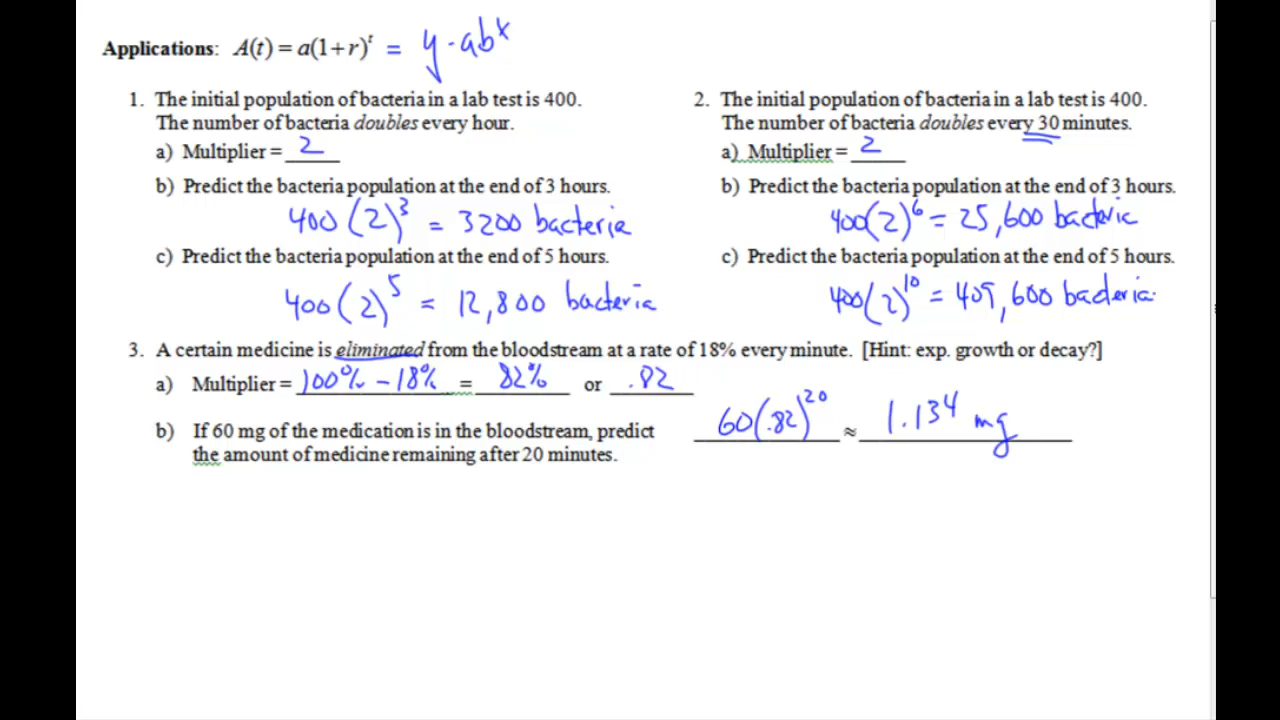 Applications: A(t) = a(1+r)^t = y · ab^x
1. The initial population of bacteria in a lab test is 400.
The number of bacteria doubles every hour.
a) Multiplier = 2
b) Predict the bacteria population at the end of 3 hours.
400(2)^3 = 3200 bacteria
c) Predict the bacteria population at the end of 5 hours.
400(2)^5 = 12,800 bacteria
2. The initial population of bacteria in a lab test is 400.
The number of bacteria doubles every 30 minutes.
a) Multiplier = 2
b) Predict the bacteria population at the end of 3 hours.
400(2)^6 = 25,600 bacteria
c) Predict the bacteria population at the end of 5 hours.
400(2)^10 = 409,600 bacteria
3. A certain medicine is eliminated from the bloodstream at a rate of 18% every minute. [Hint: exp. growth or decay?]
a) Multiplier = 100% - 18% = 82% or .82
b) If 60 mg of the medication is in the bloodstream, predict
the amount of medicine remaining after 20 minutes.
60(.82)^20 ≈ 1.134 mg